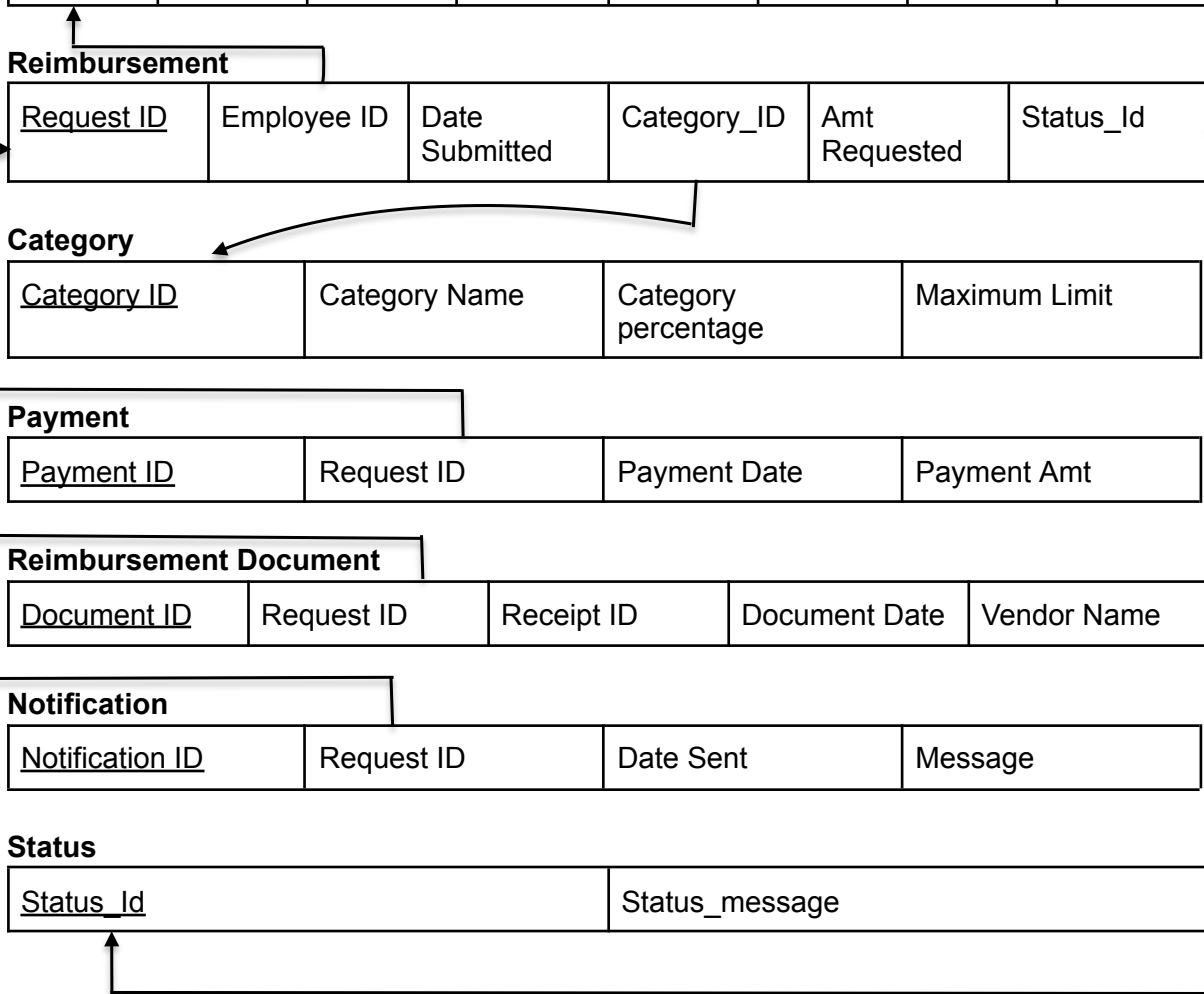 Reimbursement
Request ID Employee ID Date Submitted Category_ID Amt Requested Status_Id
Category
Category ID Category Name Category percentage Maximum Limit
Payment
Payment ID Request ID Payment Date Payment Amt
Reimbursement Document
Document ID Request ID Receipt ID Document Date Vendor Name
Notification
Notification ID Request ID Date Sent Message
Status
Status_Id Status_message